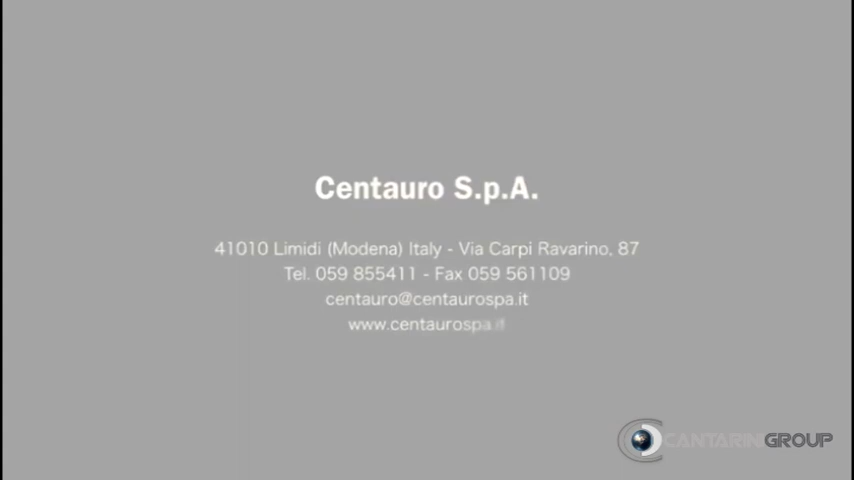 Centauro S.p.A.
41010 Limidi (Modena) Italy - Via Carpi Ravarino, 87
Tel. 059 855411 - Fax 059 561109
centauro@centaurospa.it
www.centaurospa.it
CANTARINIGROUP